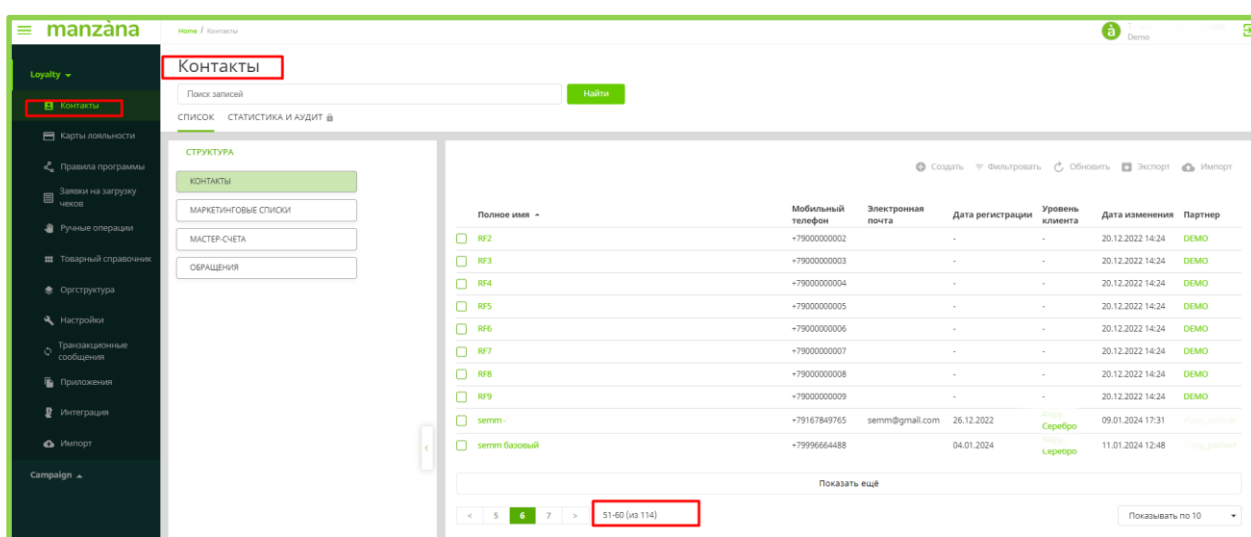 manzàna
Home / Контакты
à
Demo
Loyalty
Контакты
Карты лояльности
Правила программы
Заявки на загрузку
чеков
Ручные операции
Товарный справочник
Оргструктура
Настройки
Транзакционные
сообщения
Приложения
Интеграция
Импорт
Campaign
Контакты
Поиск записей Найти
СПИСОК СТАТИСТИКА И АУДИТ
СТРУКТУРА
КОНТАКТЫ
МАРКЕТИНГОВЫЕ СПИСКИ
МАСТЕР-СЧЕТА
ОБРАЩЕНИЯ
Создать Фильтровать Обновить Экспорт Импорт
Полное имя Мобильный телефон Электронная почта Дата регистрации Уровень клиента Дата изменения Партнер
RF2 +79000000002 - - 20.12.2022 14:24 DEMO
RF3 +79000000003 - - 20.12.2022 14:24 DEMO
RF4 +79000000004 - - 20.12.2022 14:24 DEMO
RF5 +79000000005 - - 20.12.2022 14:24 DEMO
RF6 +79000000006 - - 20.12.2022 14:24 DEMO
RF7 +79000000007 - - 20.12.2022 14:24 DEMO
RF8 +79000000008 - - 20.12.2022 14:24 DEMO
RF9 +79000000009 - - 20.12.2022 14:24 DEMO
semm +79167849765 semm@gmail.com 26.12.2022 Серебро 09.01.2024 17:31
semm базовый +79996664488 04.01.2024 Серебро 11.01.2024 12:48
Показать ещё
< 5 6 7 > 51-60 (из 114) Показывать по 10